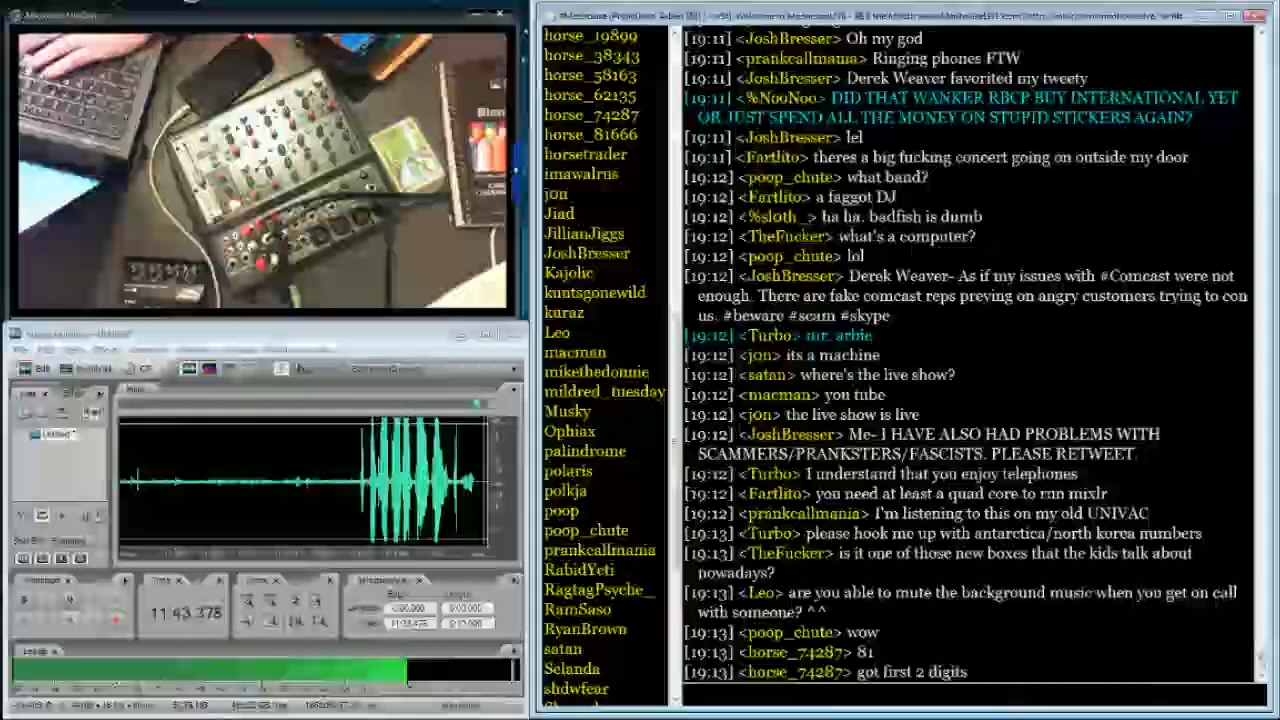 horse_19899
horse_38343
horse_58163
horse_62135
horse_74287
horse_81666
horsetrader
imawalrus
jon
Jiad
JillianJiggs
JoshBresser
Kajolic
kuntsgonewild
kuraz
Leo
macman
mikethedonnie
mildred_tuesday
Musky
Ophiax
palindrome
polaris
polkja
poop
poop_chute
prankcallmania
RabidYeti
RagtagPsyche_
RamSaso
RyanBrown
satan
Selanda
shdwfear
[19:11] <JoshBresser> Oh my god
[19:11] <prankcallmania> Ringing phones FTW
[19:11] <JoshBresser> Derek Weaver favorited my tweety
[19:11] <%NooNoo> DID THAT WANKER RBCP BUY INTERNATIONAL YET
OR JUST SPEND ALL THE MONEY ON STUPID STICKERS AGAIN?
[19:11] <JoshBresser> lel
[19:11] <Fartlito> theres a big fucking concert going on outside my door
[19:12] <poop_chute> what band?
[19:12] <Fartlito> a faggot DJ
[19:12] <%sloth_> ha ha. badfish is dumb
[19:12] <TheFucker> what's a computer?
[19:12] <poop_chute> lol
[19:12] <JoshBresser> Derek Weaver- As if my issues with #Comcast were not
enough. There are fake comcast reps preying on angry customers trying to con
us. #beware #scam #skype
[19:12] <Turbo> mr. arbie
[19:12] <jon> its a machine
[19:12] <satan> where's the live show?
[19:12] <macman> you tube
[19:12] <jon> the live show is live
[19:12] <JoshBresser> Me- I HAVE ALSO HAD PROBLEMS WITH
SCAMMERS/PRANKSTERS/FASCISTS. PLEASE RETWEET.
[19:12] <Turbo> I understand that you enjoy telephones
[19:12] <Fartlito> you need at least a quad core to run mixlr
[19:12] <prankcallmania> I'm listening to this on my old UNIVAC
[19:13] <Turbo> please hook me up with antarctica/north korea numbers
[19:13] <TheFucker> is it one of those new boxes that the kids talk about
nowadays?
[19:13] <Leo> are you able to mute the background music when you get on call
with someone? ^^
[19:13] <poop_chute> wow
[19:13] <horse_74287> 81
[19:13] <horse_74287> got first 2 digits
Edit
11:43.378